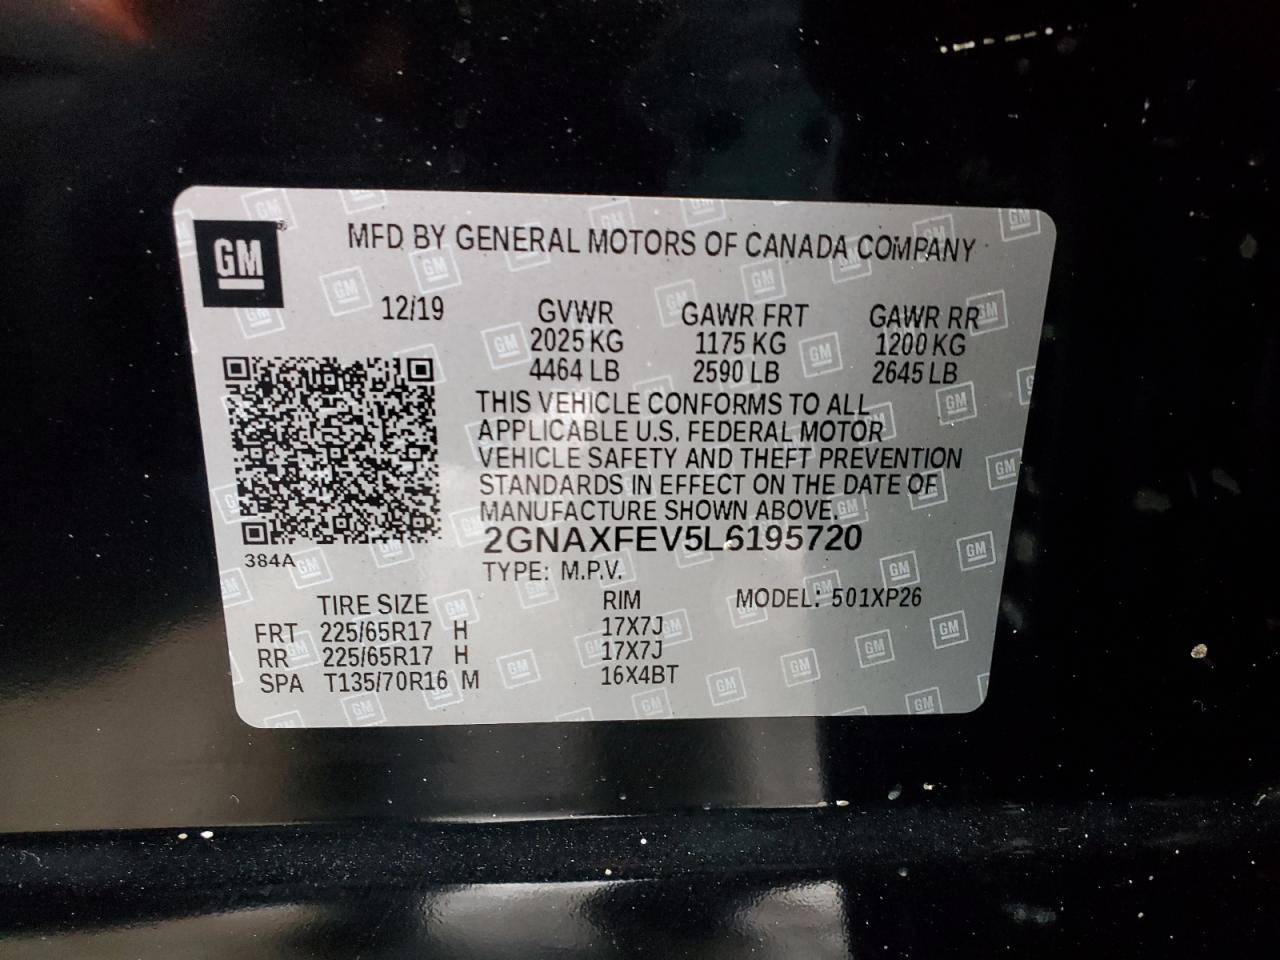 GM
MFD BY GENERAL MOTORS OF CANADA COMPANY
12/19 GVWR GAWR FRT GAWR RR
2025 KG 1175 KG 1200 KG
4464 LB 2590 LB 2645 LB
THIS VEHICLE CONFORMS TO ALL
APPLICABLE U.S. FEDERAL MOTOR
VEHICLE SAFETY AND THEFT PREVENTION
STANDARDS IN EFFECT ON THE DATE OF
MANUFACTURE SHOWN ABOVE.
2GNAXFEV5L6195720
384A
TYPE: M.P.V.
TIRE SIZE RIM MODEL: 501XP26
FRT 225/65R17 H 17X7J
RR 225/65R17 H 17X7J
SPA T135/70R16 M 16X4BT